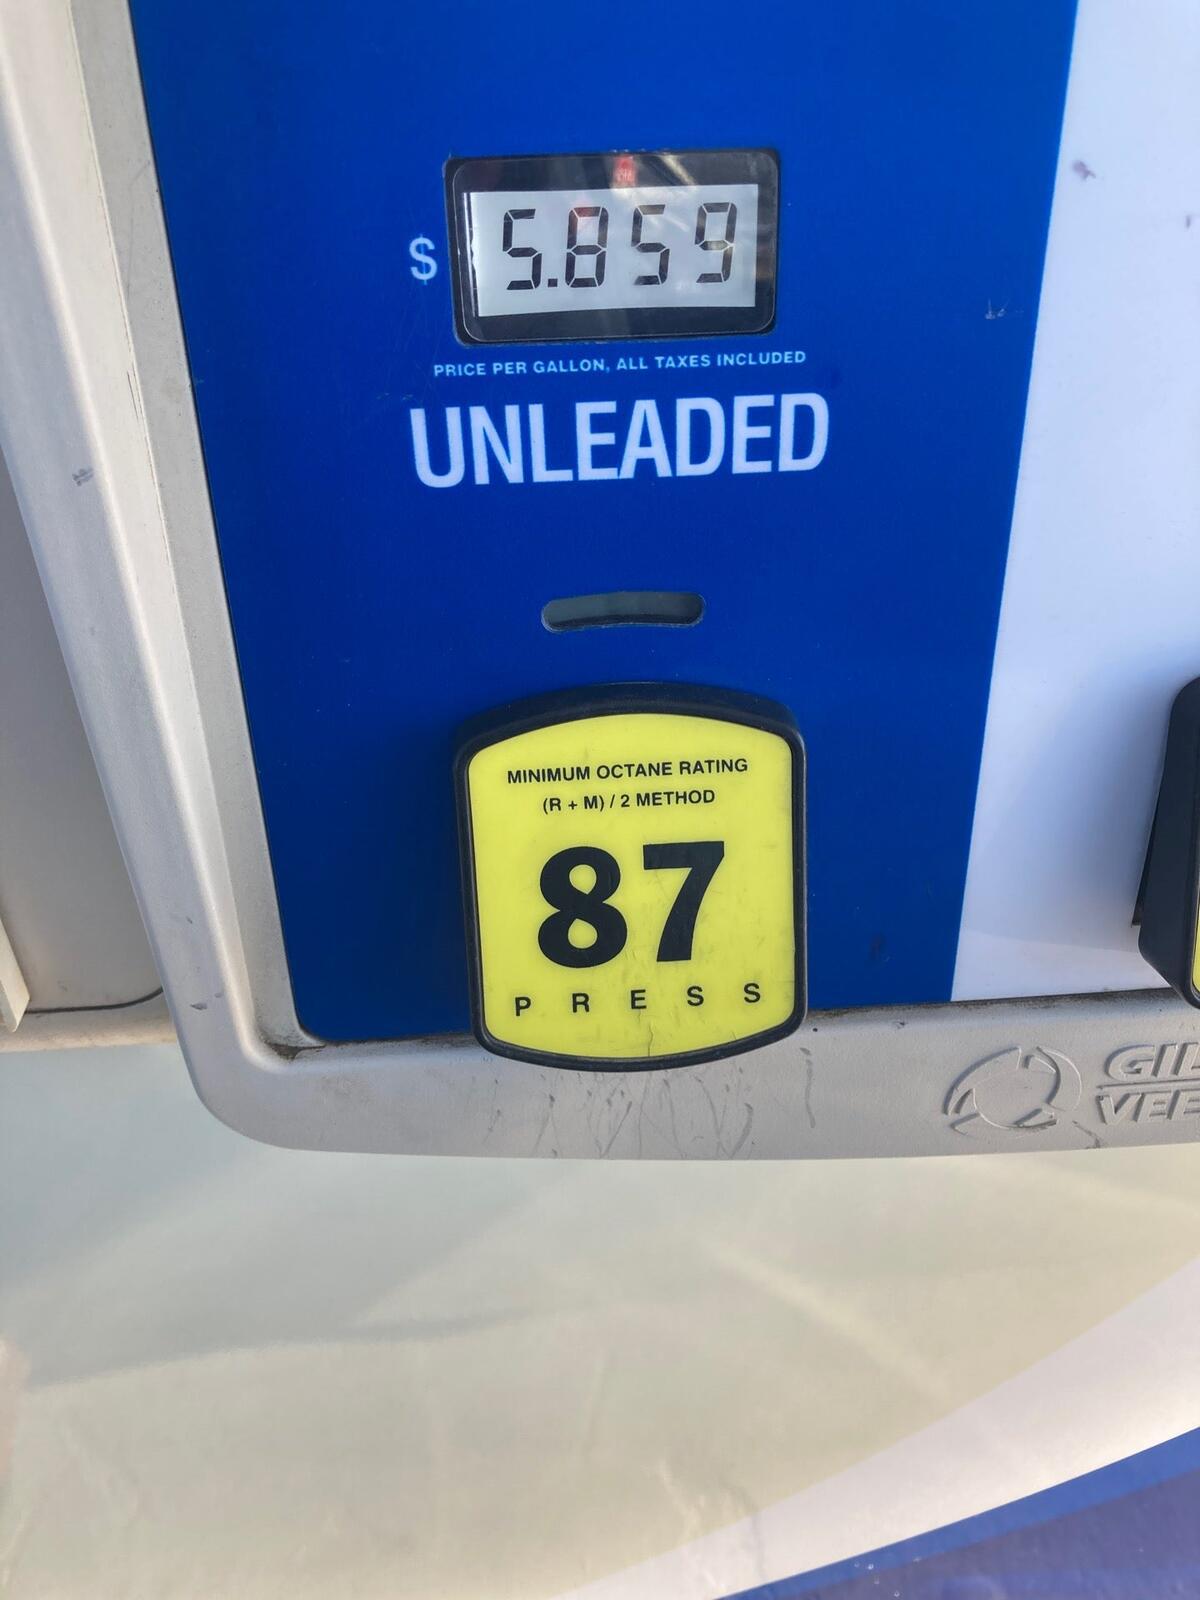 $ 5.859
PRICE PER GALLON, ALL TAXES INCLUDED
UNLEADED
MINIMUM OCTANE RATING
(R + M) / 2 METHOD
87
PRESS